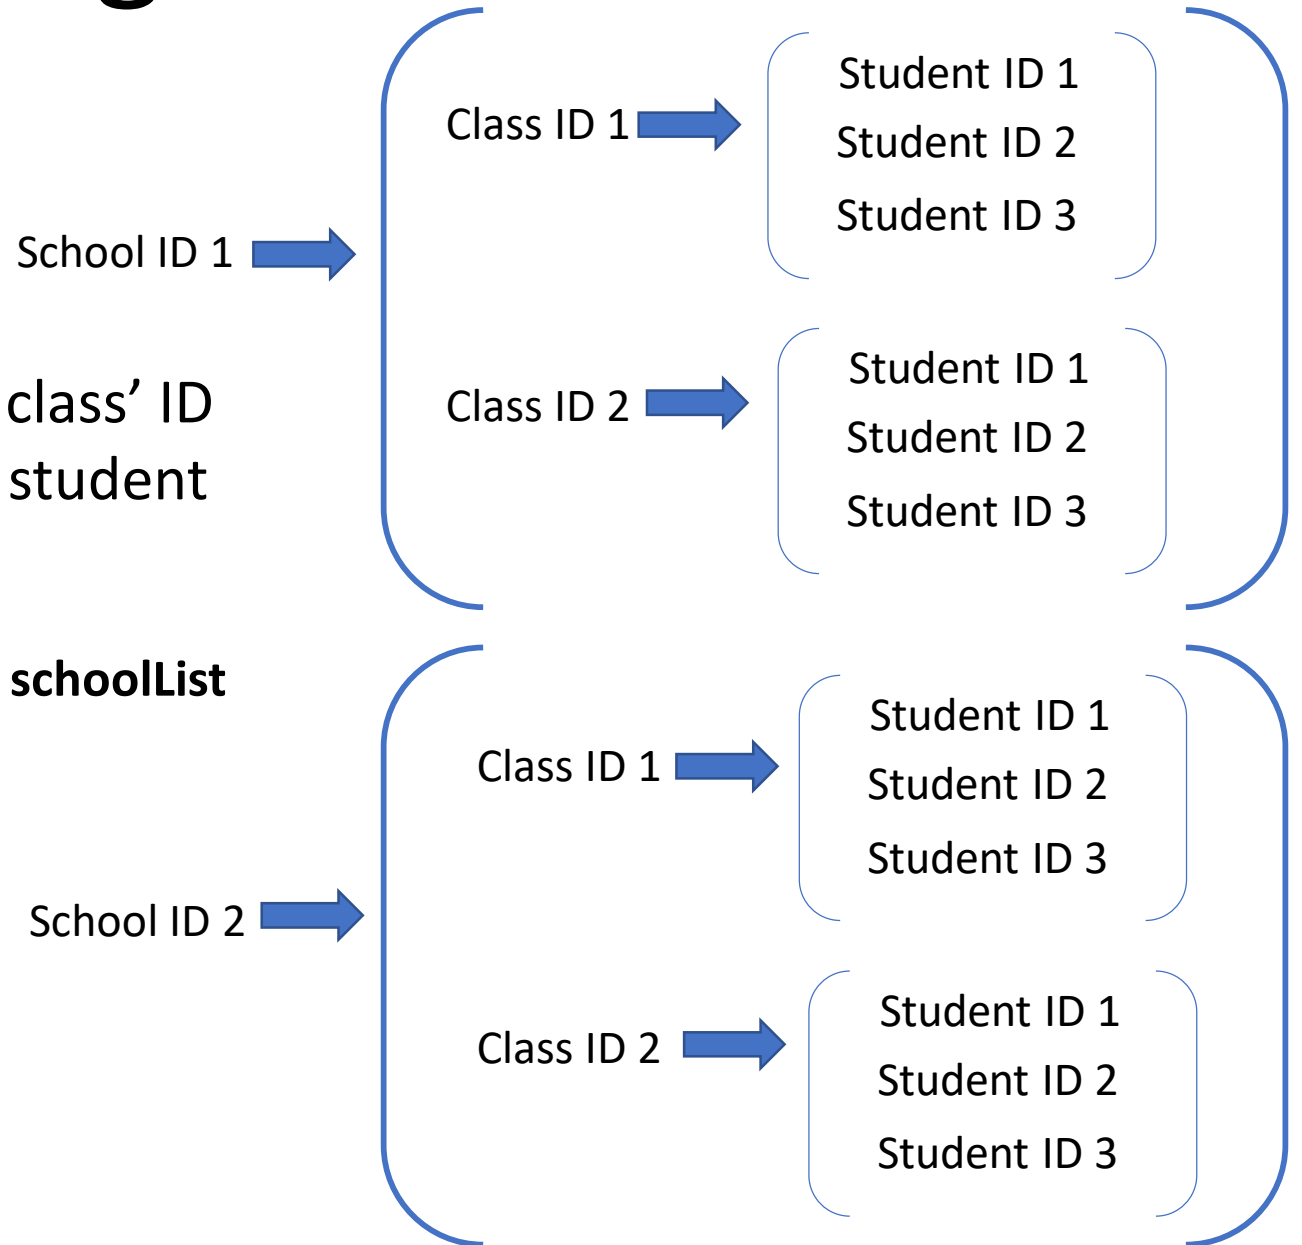 Student ID 1
Class ID 1
Student ID 2
Student ID 3
School ID 1
Student ID 1
class’ ID
Class ID 2
Student ID 2
student
Student ID 3
schoolList
Student ID 1
Class ID 1
Student ID 2
Student ID 3
School ID 2
Student ID 1
Class ID 2
Student ID 2
Student ID 3